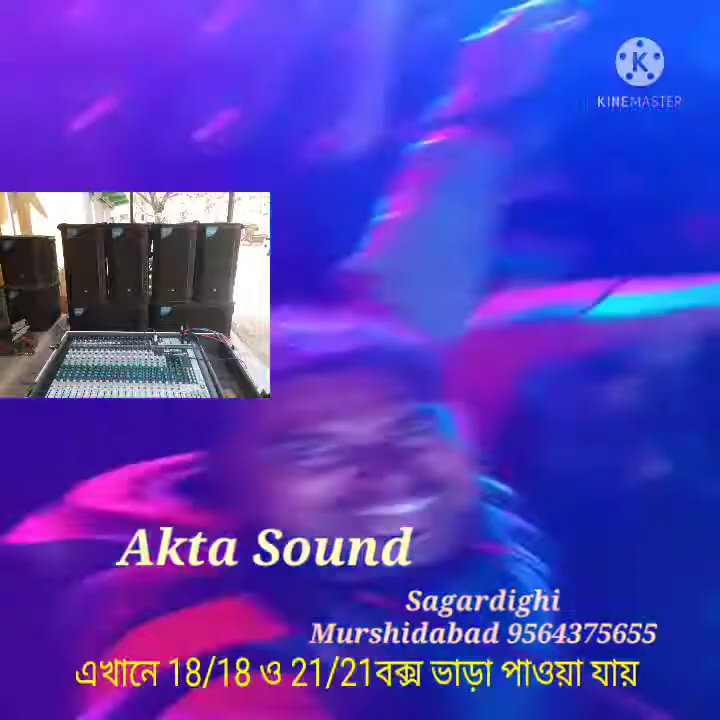 K
KINEMASTER
Akta Sound
Sagardighi
Murshidabad 9564375655
এখানে 18/18 ও 21/21বক্স ভাড়া পাওয়া যায়